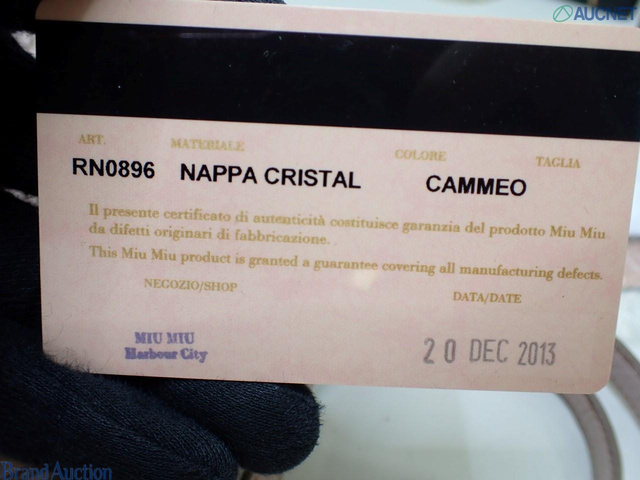 AUCNET
ART. MATERIALE COLORE TAGLIA
RN0896 NAPPA CRISTAL CAMMEO
Il presente certificato di autenticità costituisce garanzia del prodotto Miu Miu
da difetti originari di fabbricazione.
This Miu Miu product is granted a guarantee covering all manufacturing defects.
NEGOZIO/SHOP DATA/DATE
MIU MIU
Harbour City
20 DEC 2013
Brand Auction